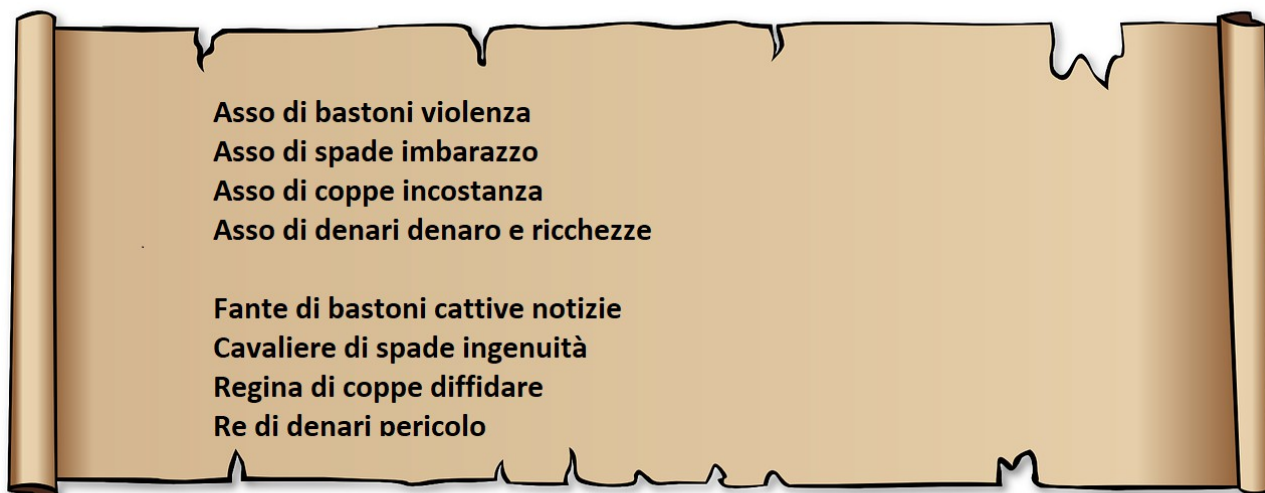 Asso di bastoni violenza
Asso di spade imbarazzo
Asso di coppe incostanza
Asso di denari denaro e ricchezze
Fante di bastoni cattive notizie
Cavaliere di spade ingenuità
Regina di coppe diffidare
Re di denari pericolo